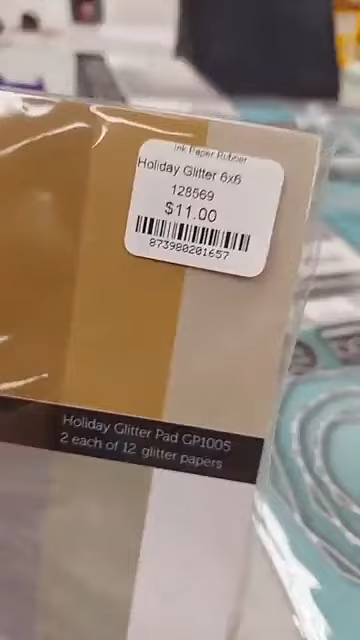 Ink Paper Rubber
Holiday Glitter 6x6
128569
$11.00
873980201657
Holiday Glitter Pad GP1005
2 each of 12 glitter papers